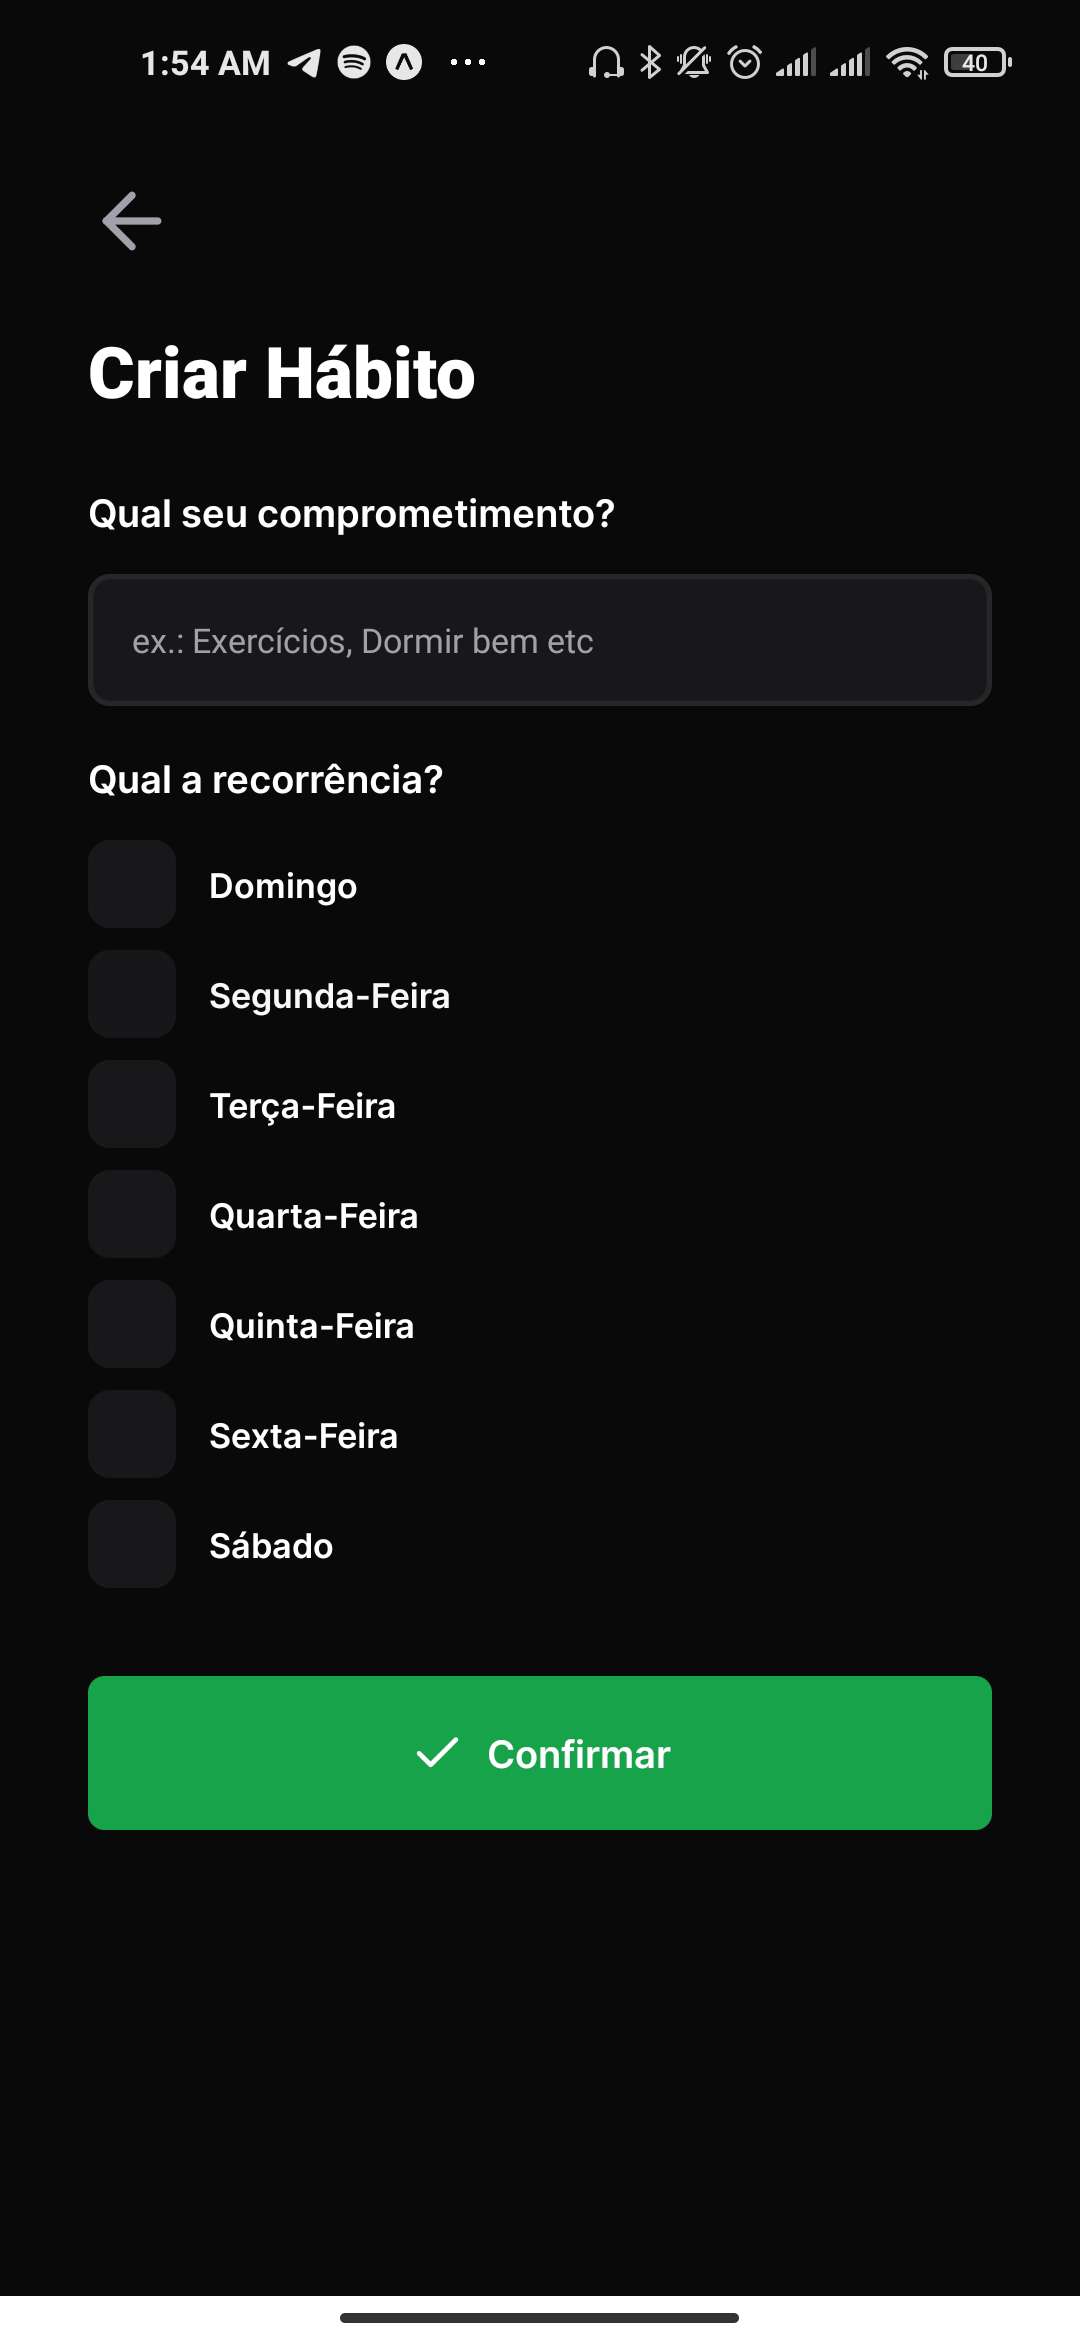 1:54 AM ... 40
Criar Hábito
Qual seu comprometimento?
ex.: Exercícios, Dormir bem etc
Qual a recorrência?
Domingo
Segunda-Feira
Terça-Feira
Quarta-Feira
Quinta-Feira
Sexta-Feira
Sábado
Confirmar